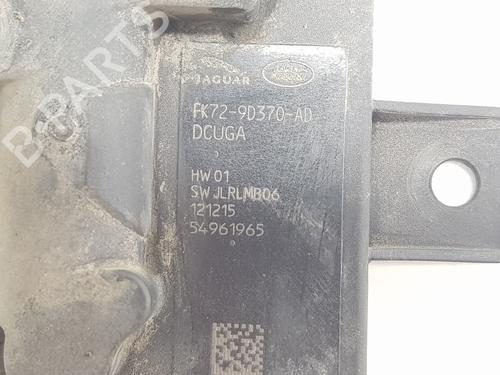 JAGUAR
FK72-9D370-AD
DCUGA
HW 01
SW JLRLMB06
121215
54961965
B-PARTS